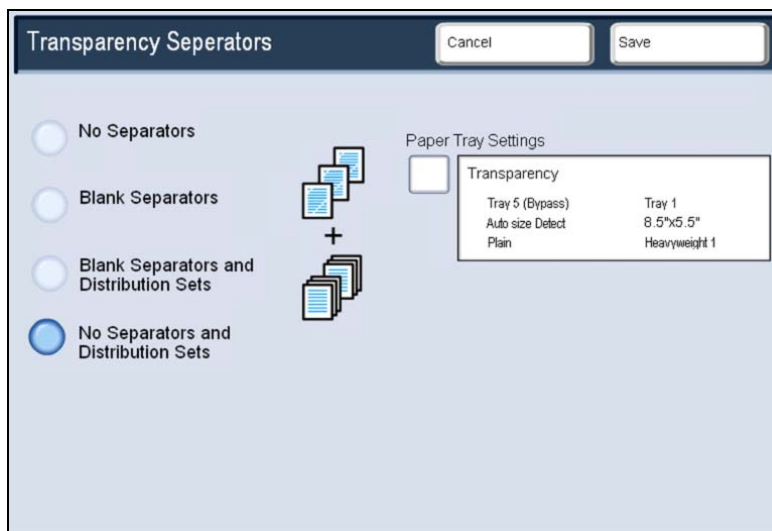 Transparency Seperators
Cancel
Save
No Separators
Blank Separators
Blank Separators and
Distribution Sets
No Separators and
Distribution Sets
+
Paper Tray Settings
Transparency
Tray 5 (Bypass) Tray 1
Auto size Detect 8.5"x5.5"
Plain Heavyweight 1